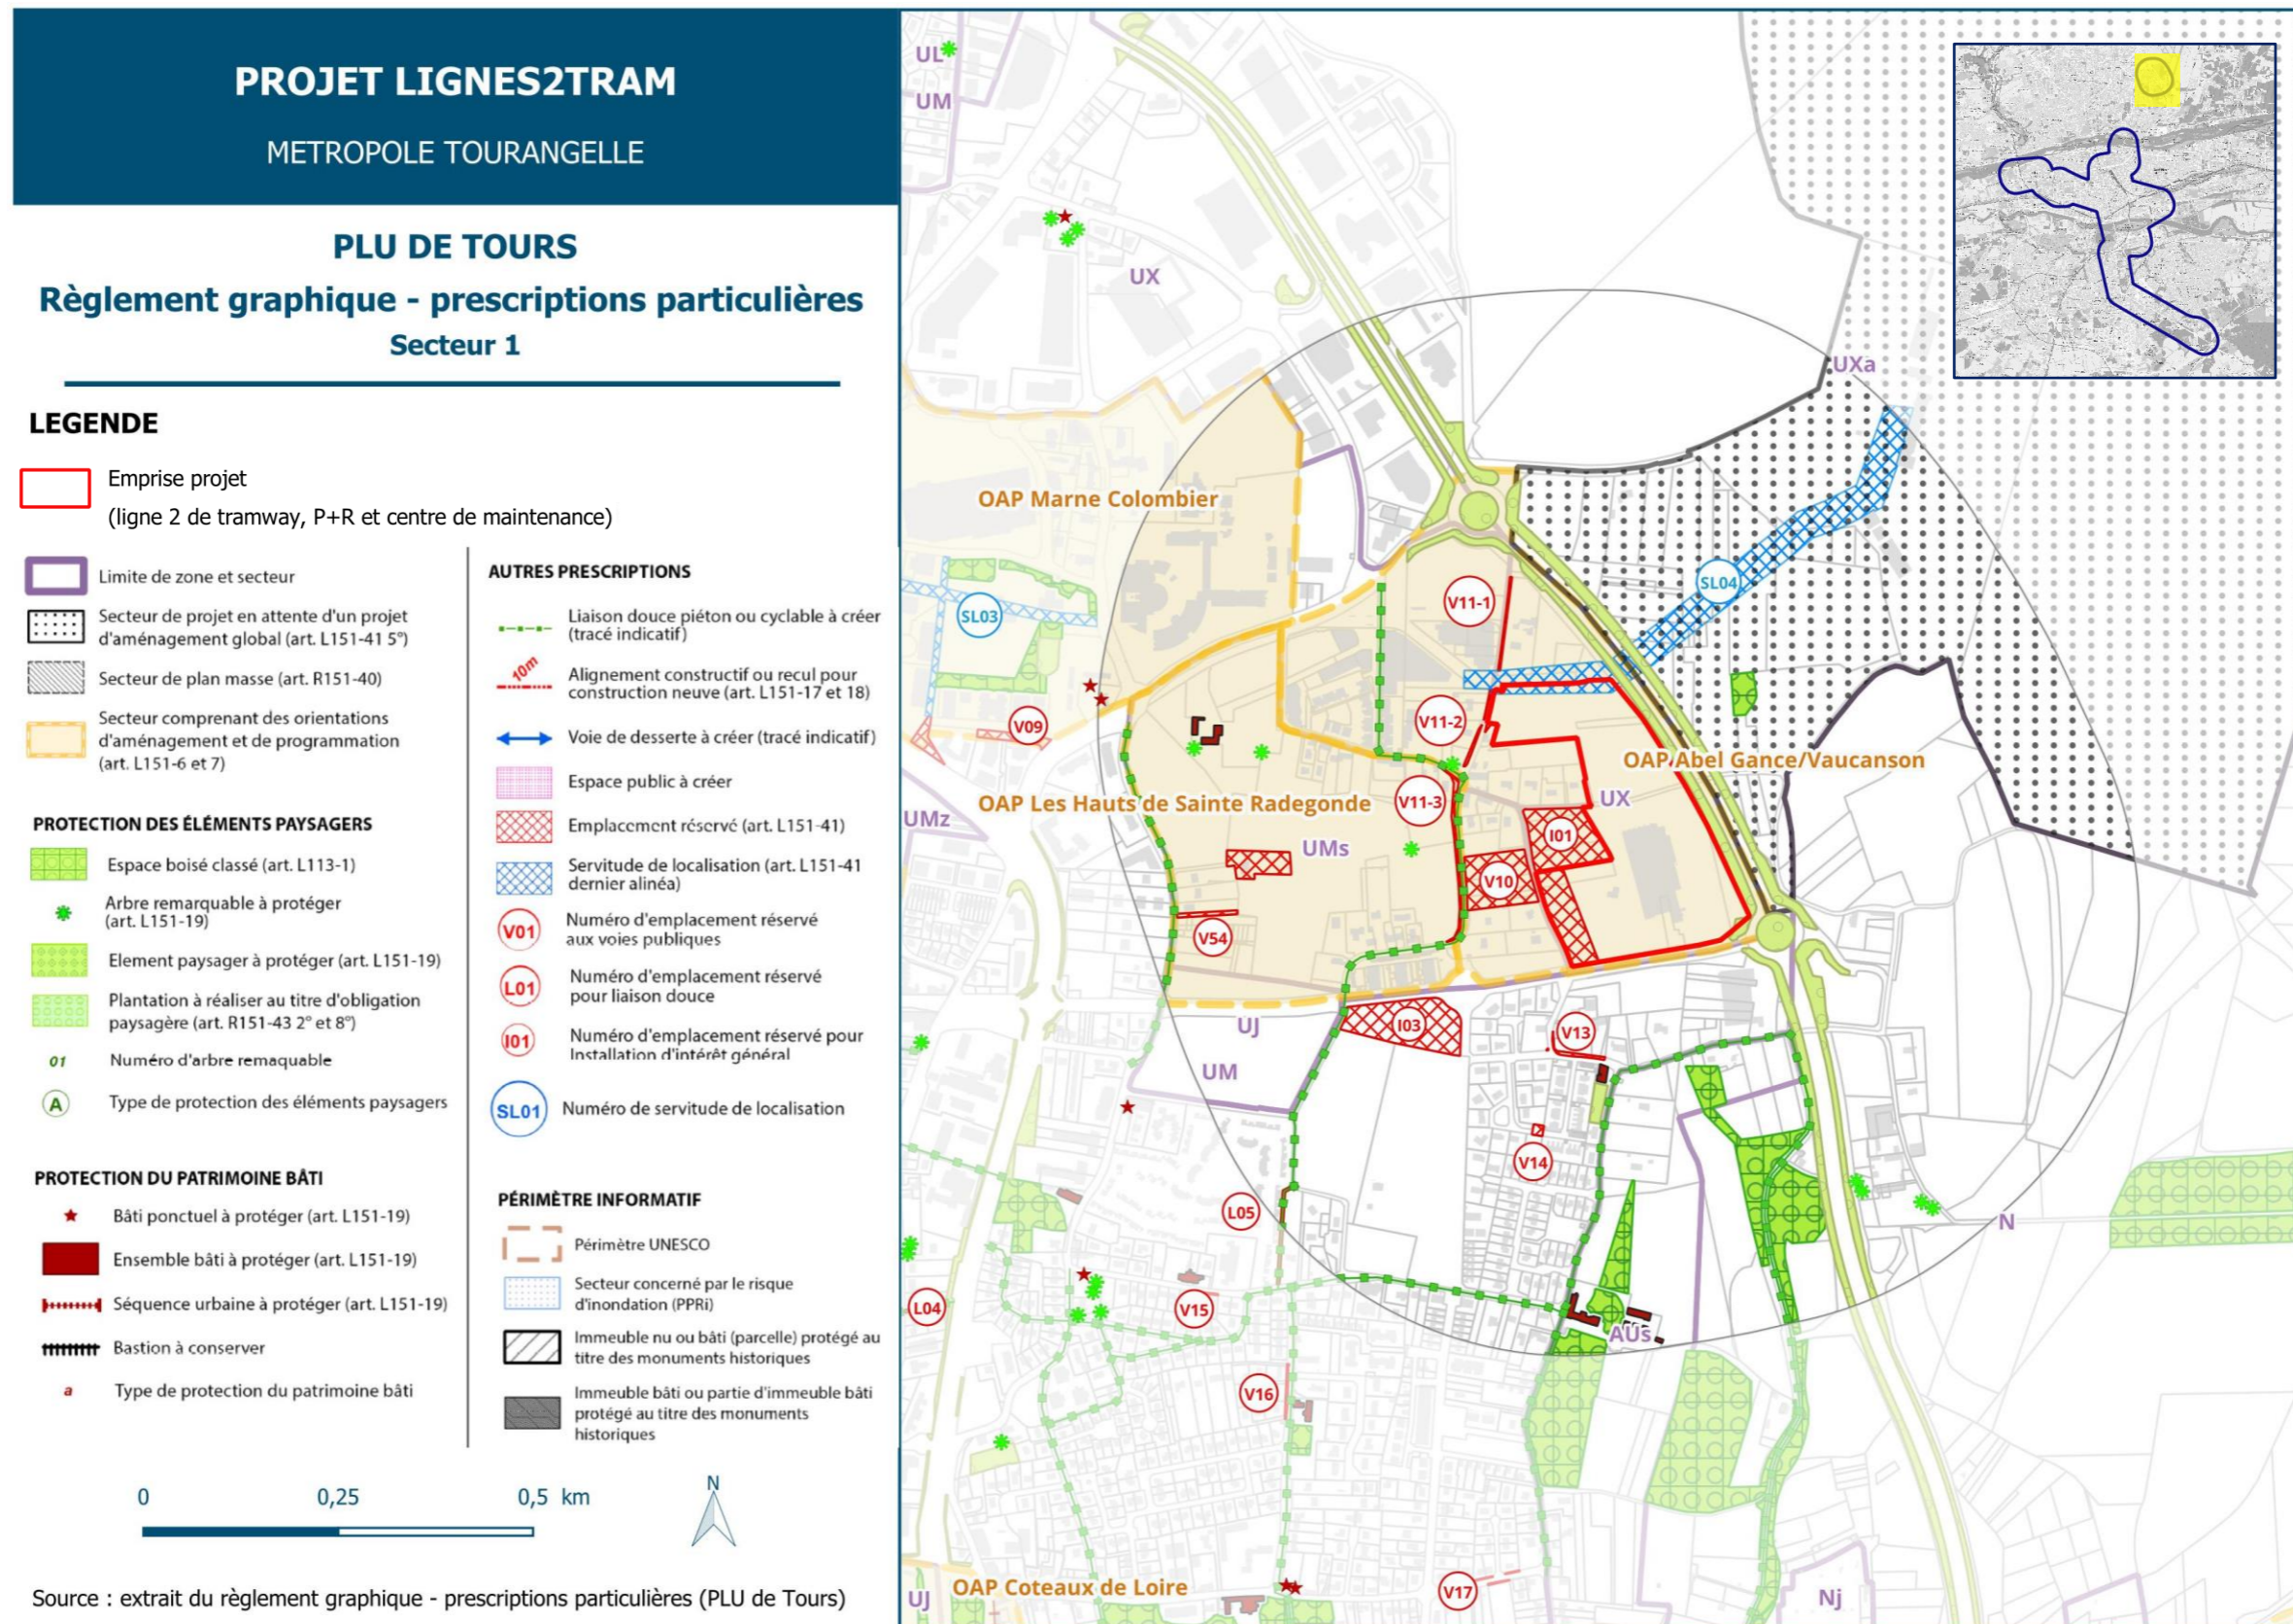 PROJET LIGNES2TRAM
METROPOLE TOURANGELLE
PLU DE TOURS
Règlement graphique - prescriptions particulières
Secteur 1
LEGENDE
Emprise projet
(ligne 2 de tramway, P+R et centre de maintenance)
Limite de zone et secteur
Secteur de projet en attente d'un projet
d'aménagement global (art. L151-41 5°)
Secteur de plan masse (art. R151-40)
Secteur comprenant des orientations
d'aménagement et de programmation
(art. L151-6 et 7)
PROTECTION DES ÉLÉMENTS PAYSAGERS
Espace boisé classé (art. L113-1)
Arbre remarquable à protéger
(art. L151-19)
Element paysager à protéger (art. L151-19)
Plantation à réaliser au titre d'obligation
paysagère (art. R151-43 2° et 8°)
01 Numéro d'arbre remaquable
A Type de protection des éléments paysagers
PROTECTION DU PATRIMOINE BÂTI
Bâti ponctuel à protéger (art. L151-19)
Ensemble bâti à protéger (art. L151-19)
Séquence urbaine à protéger (art. L151-19)
Bastion à conserver
a Type de protection du patrimoine bâti
AUTRES PRESCRIPTIONS
Liaison douce piéton ou cyclable à créer
(tracé indicatif)
10m
Alignement constructif ou recul pour
construction neuve (art. L151-17 et 18)
Voie de desserte à créer (tracé indicatif)
Espace public à créer
Emplacement réservé (art. L151-41)
Servitude de localisation (art. L151-41
dernier alinéa)
V01 Numéro d'emplacement réservé
aux voies publiques
L01 Numéro d'emplacement réservé
pour liaison douce
I01 Numéro d'emplacement réservé pour
Installation d'intérêt général
SL01 Numéro de servitude de localisation
PÉRIMÈTRE INFORMATIF
Périmètre UNESCO
Secteur concerné par le risque
d'inondation (PPRi)
Immeuble nu ou bâti (parcelle) protégé au
titre des monuments historiques
Immeuble bâti ou partie d'immeuble bâti
protégé au titre des monuments
historiques
0 0,25 0,5 km
N
Source : extrait du règlement graphique - prescriptions particulières (PLU de Tours)
UL
UM
UX
UXa
OAP Marne Colombier
SL04
V11-1
SL03
V11-2
V09
OAP Abel Gance/Vaucanson
OAP Les Hauts de Sainte Radegonde
V11-3
UX
UMz
UMs
I01
V10
V54
UJ
I03
V13
UM
V14
L05
N
L04
V15
AUs
V16
OAP Coteaux de Loire
V17
UJ
Nj